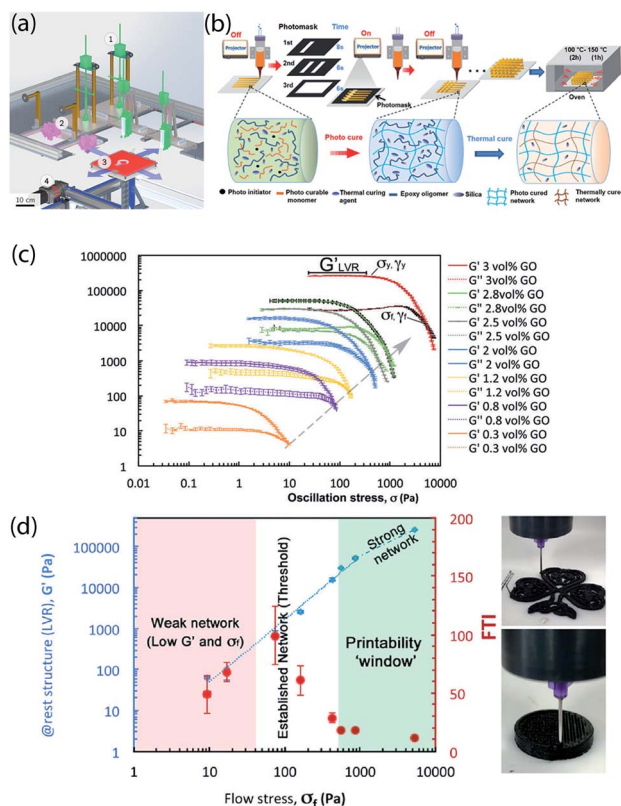 (a)
1
2
3
4
10 cm
(b)
Off
Projector
Photomask Time
1st 8s
2nd 6s
3rd 6s
On
Projector
Photomask
Off
Projector
100 °C- 150 °C
(2h) (1h)
Oven
Photo cure
Thermal cure
Photo initiator
Photo curable
monomer
Thermal curing
agent
Epoxy oligomer
Silica
Photo cured
network
Thermally cure
network
(c)
1000000
100000
10000
1000
100
10
1
0.01 0.1 1 10 100 1000 10000
Oscillation stress, σ (Pa)
G'LVR
σy, γy
σf, γf
G' 3 vol% GO
G'' 3vol% GO
G' 2.8vol% GO
G'' 2.8vol% GO
G' 2.5 vol% GO
G'' 2.5 vol% GO
G' 2 vol% GO
G'' 2 vol% GO
G' 1.2 vol% GO
G'' 1.2 vol% GO
G' 0.8 vol% GO
G'' 0.8 vol% GO
G' 0.3 vol% GO
G' 0.3 vol% GO
(d)
@rest structure (LVR), G' (Pa)
100000
10000
1000
100
10
1
Weak network
(Low G' and σf)
Established Network (Threshold)
Strong
network
Printability
'window'
200
150
100
50
0
FTI
1 10 100 1000 10000
Flow stress, σf (Pa)